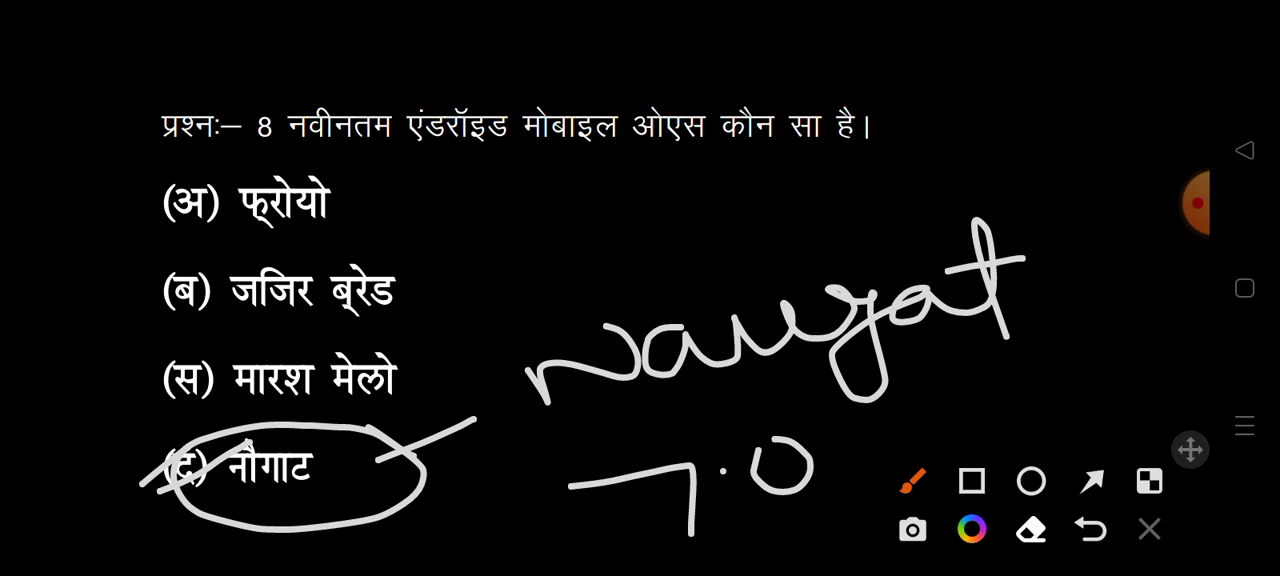 प्रश्नः– 8 नवीनतम एंडरॉइड मोबाइल ओएस कौन सा है।
(अ) फ्रोयो
(ब) जजिर ब्रेड
(स) मारश मेलो
(द) नौगाट
Naugat
7.0